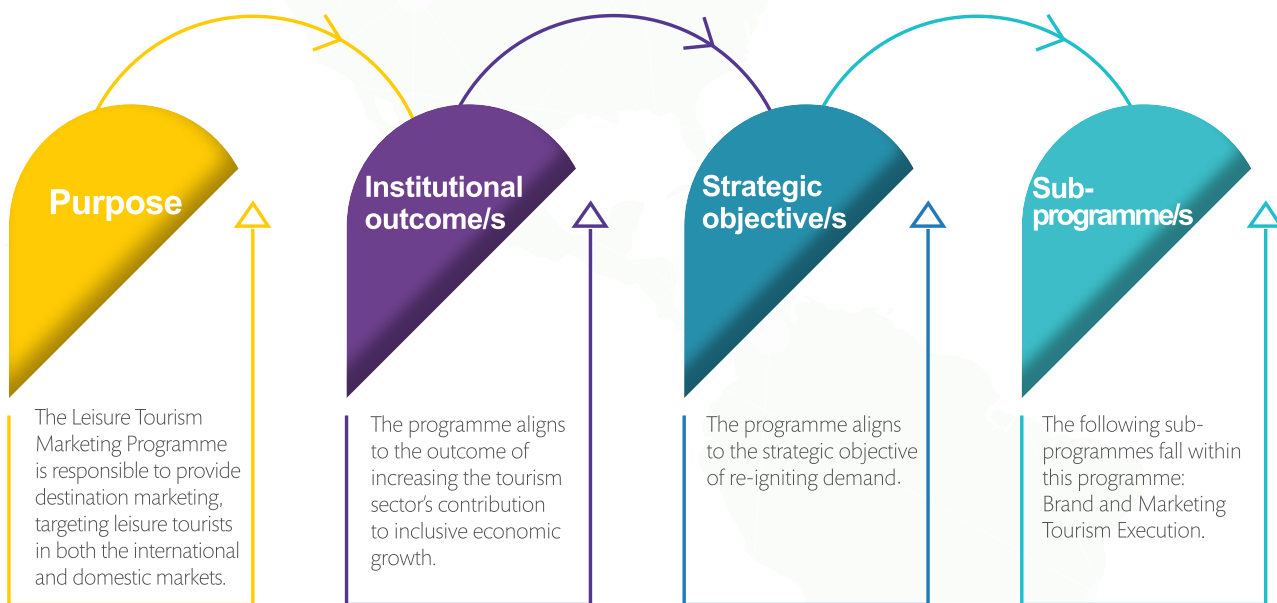 Purpose
The Leisure Tourism
Marketing Programme
is responsible to provide
destination marketing,
targeting leisure tourists
in both the international
and domestic markets.
Institutional
outcome/s
The programme aligns
to the outcome of
increasing the tourism
sector's contribution
to inclusive economic
growth.
Strategic
objective/s
The programme aligns
to the strategic objective
of re-igniting demand.
Sub-
programme/s
The following sub-
programmes fall within
this programme:
Brand and Marketing
Tourism Execution.